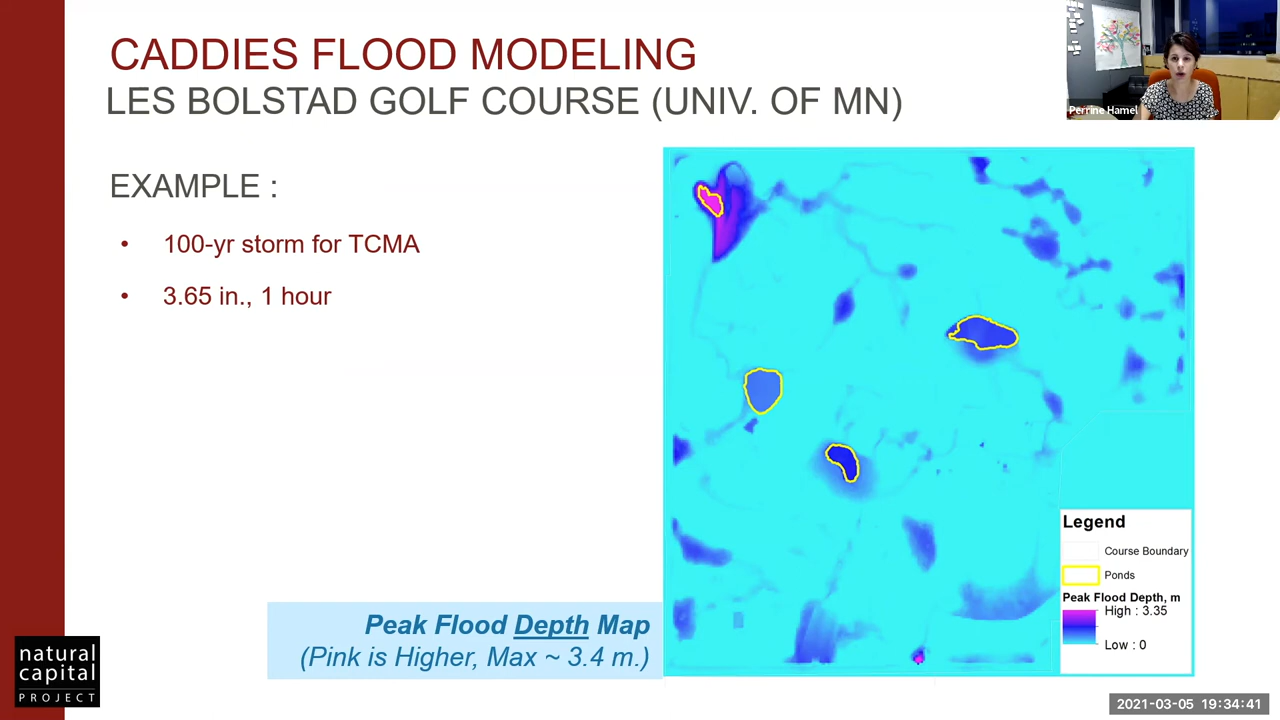 CADDIES FLOOD MODELING
LES BOLSTAD GOLF COURSE (UNIV. OF MN)
Perrine Hamel
EXAMPLE :
• 100-yr storm for TCMA
• 3.65 in., 1 hour
Legend
Course Boundary
Ponds
Peak Flood Depth, m
High : 3.35
Low : 0
Peak Flood Depth Map
(Pink is Higher, Max ~ 3.4 m.)
natural
capital
PROJECT
2021-03-05 19:34:41